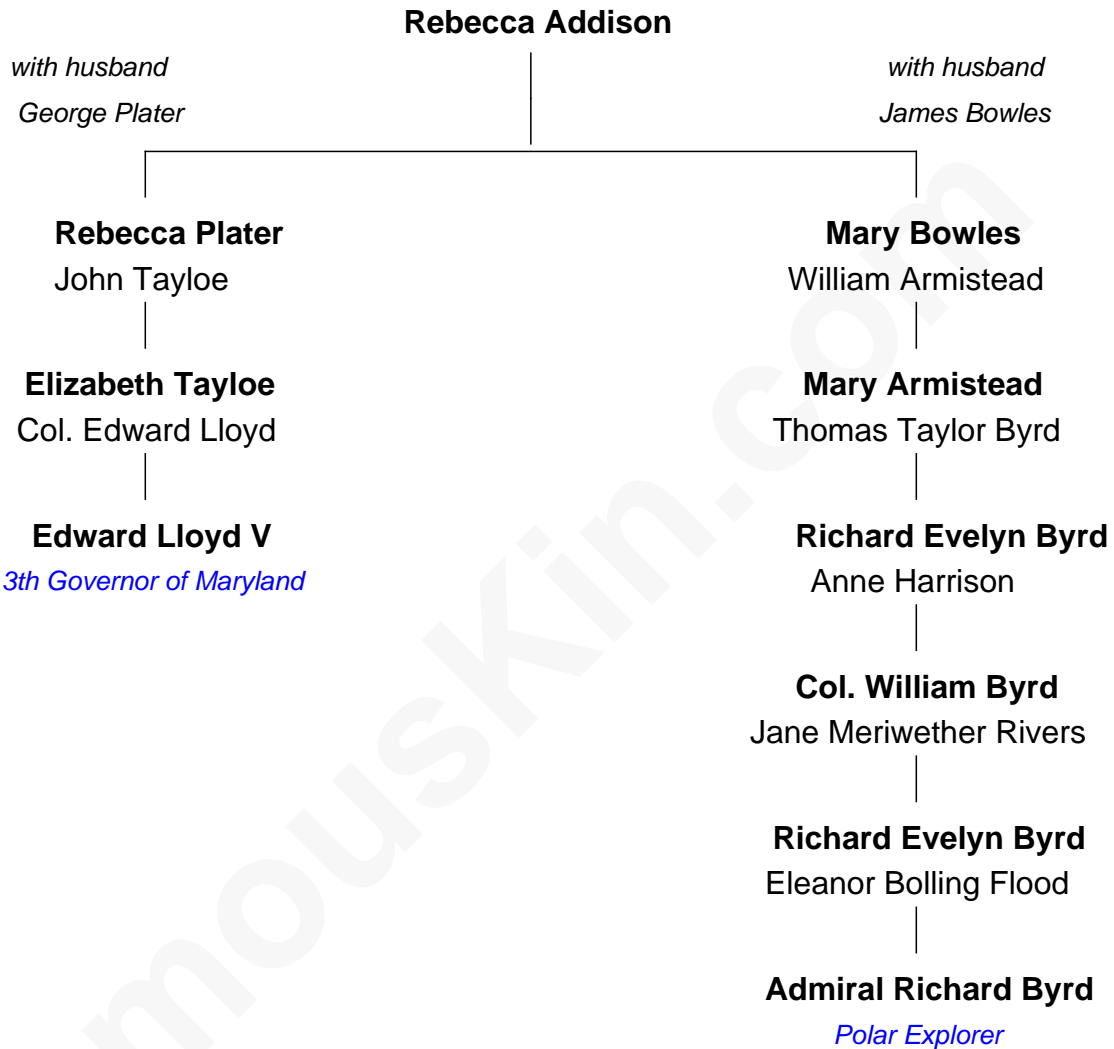 Rebecca Addison
with husband
George Plater
with husband
James Bowles
Rebecca Plater
John Tayloe
Mary Bowles
William Armistead
Elizabeth Tayloe
Col. Edward Lloyd
Mary Armistead
Thomas Taylor Byrd
Edward Lloyd V
3th Governor of Maryland
Richard Evelyn Byrd
Anne Harrison
Col. William Byrd
Jane Meriwether Rivers
Richard Evelyn Byrd
Eleanor Bolling Flood
Admiral Richard Byrd
Polar Explorer
mouskin.com